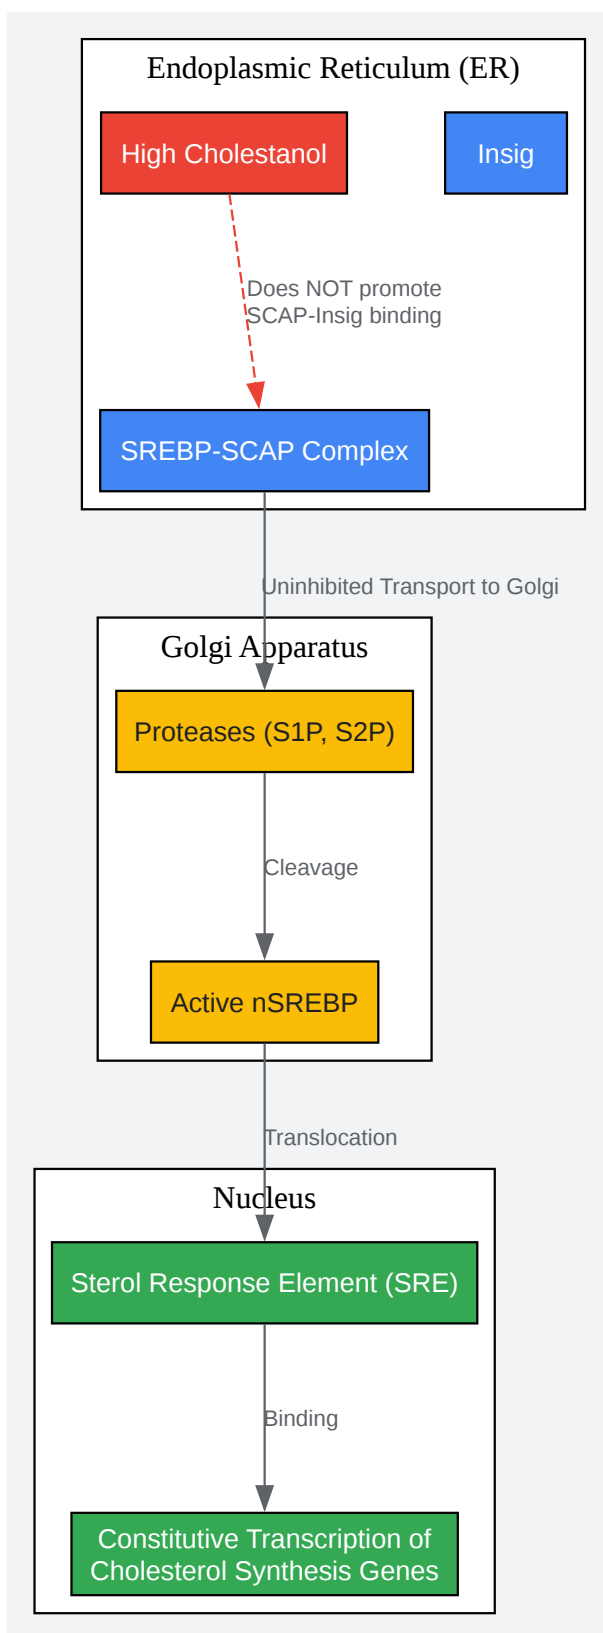 Endoplasmic Reticulum (ER)
High Cholestanol
Insig
Does NOT promote
SCAP-Insig binding
SREBP-SCAP Complex
Uninhibited Transport to Golgi
Golgi Apparatus
Proteases (S1P, S2P)
Cleavage
Active nSREBP
Translocation
Nucleus
Sterol Response Element (SRE)
Binding
Constitutive Transcription of
Cholesterol Synthesis Genes